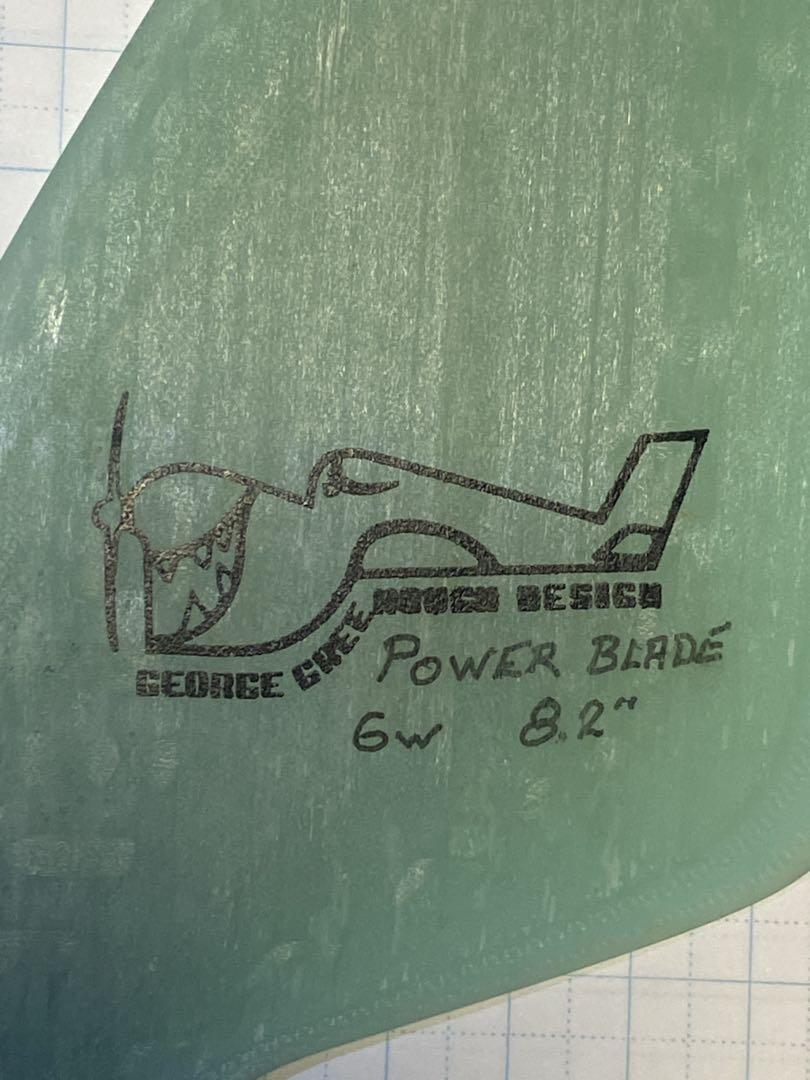 GEORGE GREENOUGH DESIGN
POWER BLADE
6w 8.2"